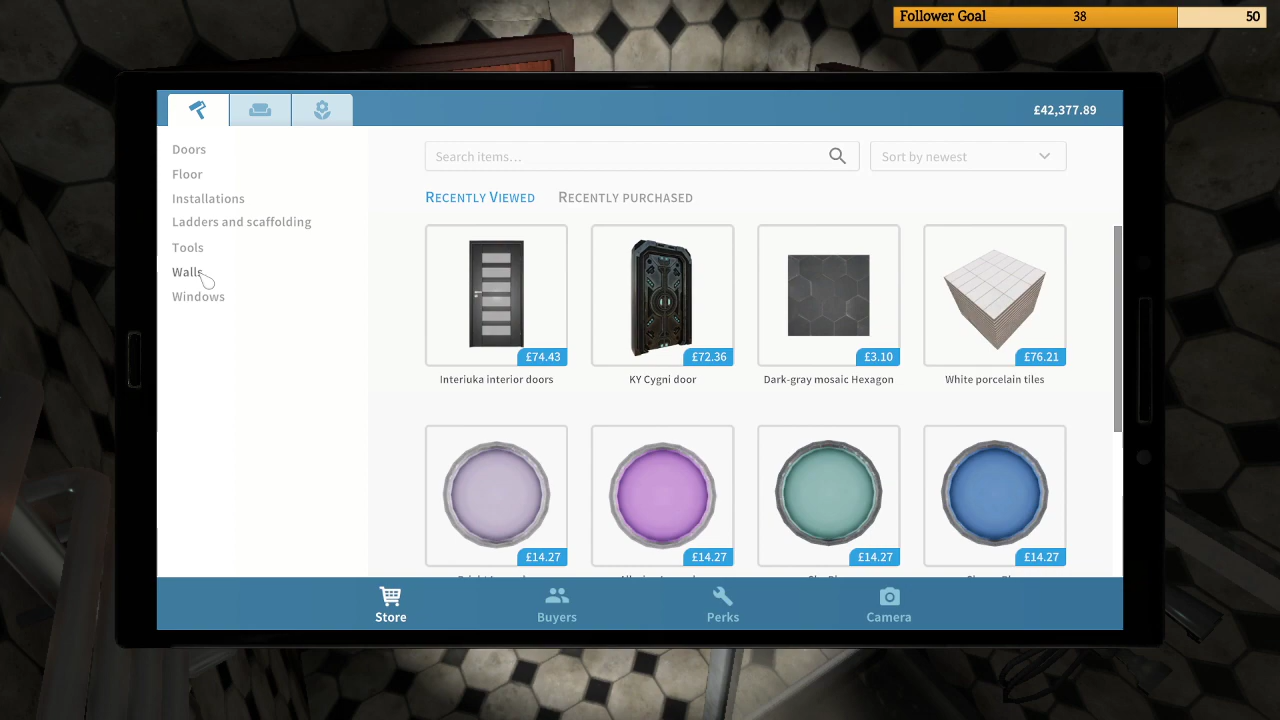 Follower Goal 38 50
£42,377.89
Doors
Floor
Installations
Ladders and scaffolding
Tools
Walls
Windows
Search items...
Sort by newest
Recently Viewed
Recently purchased
£74.43
£72.36
£3.10
£76.21
Interiuka interior doors
KY Cygni door
Dark-gray mosaic Hexagon
White porcelain tiles
£14.27
£14.27
£14.27
£14.27
Store
Buyers
Perks
Camera